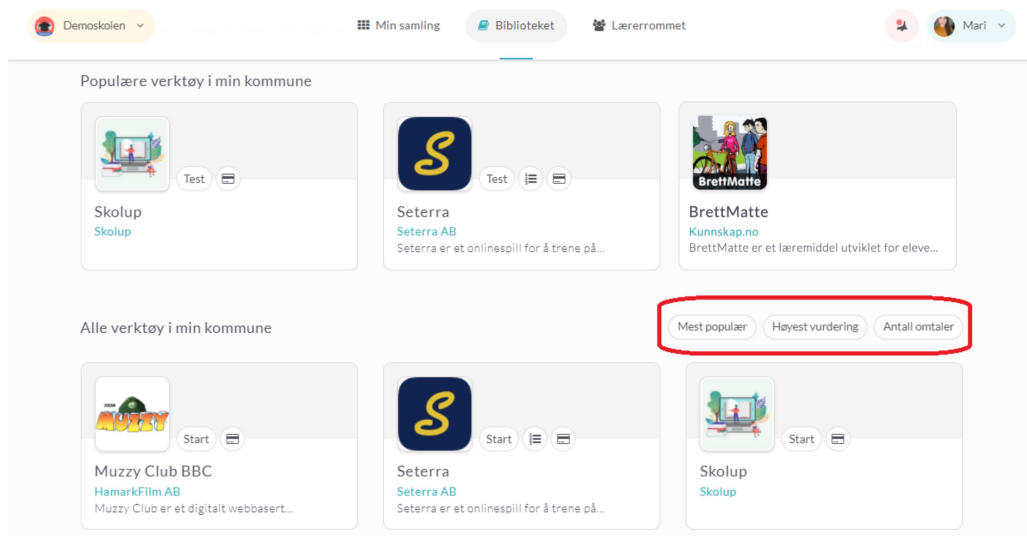 Demoskolen
Min samling
Biblioteket
Lærerrommet
Mari
Populære verktøy i min kommune
Test
Skolup
Skolup
Test
Seterra
Seterra AB
Seterra er et onlinespill for å trene på...
BrettMatte
BrettMatte
Kunnskap.no
BrettMatte er et læremiddel utviklet for eleve...
Alle verktøy i min kommune
Mest populær
Høyest vurdering
Antall omtaler
BBC
MUZZY
Start
Muzzy Club BBC
HamarkFilm AB
Muzzy Club er et digitalt webbasert...
Start
Seterra
Seterra AB
Seterra er et onlinespill for å trene på...
Start
Skolup
Skolup